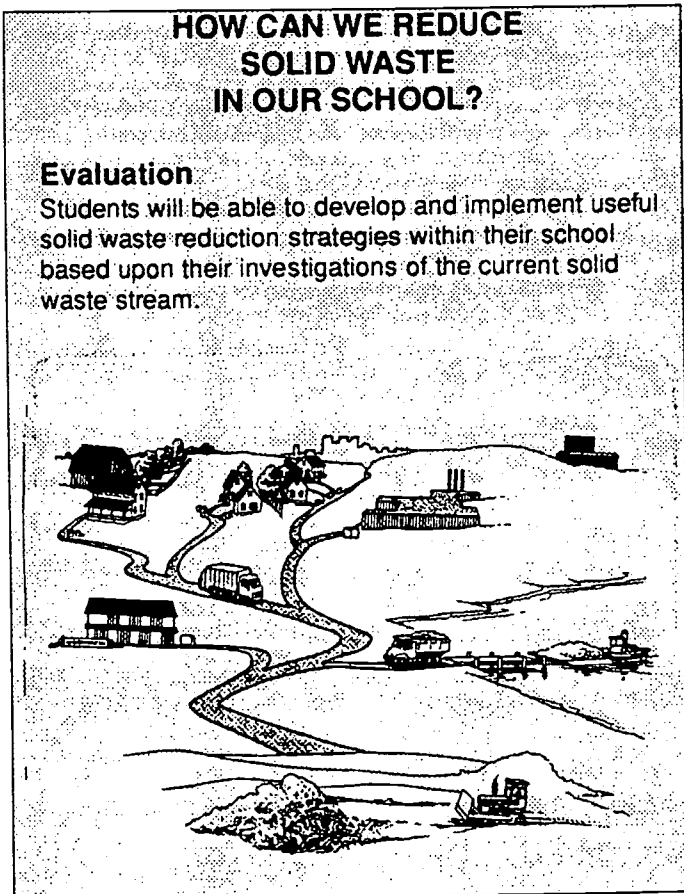 HOW CAN WE REDUCE
SOLID WASTE
IN OUR SCHOOL?
Evaluation
Students will be able to develop and implement useful
solid waste reduction strategies within their school
based upon their investigations of the current solid
waste stream.